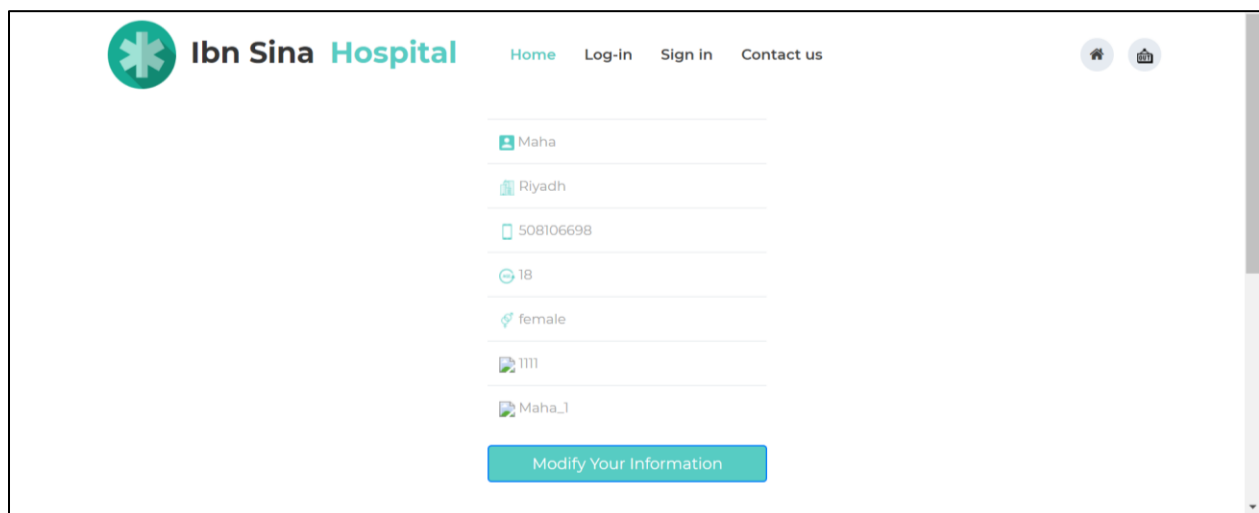 Ibn Sina Hospital
Home Log-in Sign in Contact us
Maha
Riyadh
508106698
18
female
1111
Maha_1
Modify Your Information